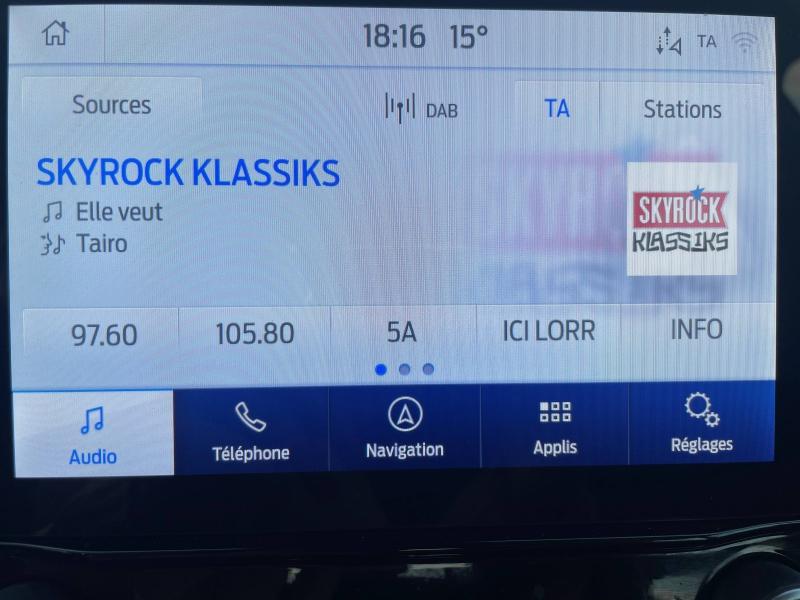 18:16 15° TA
Sources DAB TA Stations
SKYROCK KLASSIKS
Elle veut
Tairo
SKYROCK
KLASSIKS
97.60 105.80 5A ICI LORR INFO
Audio Téléphone Navigation Applis Réglages